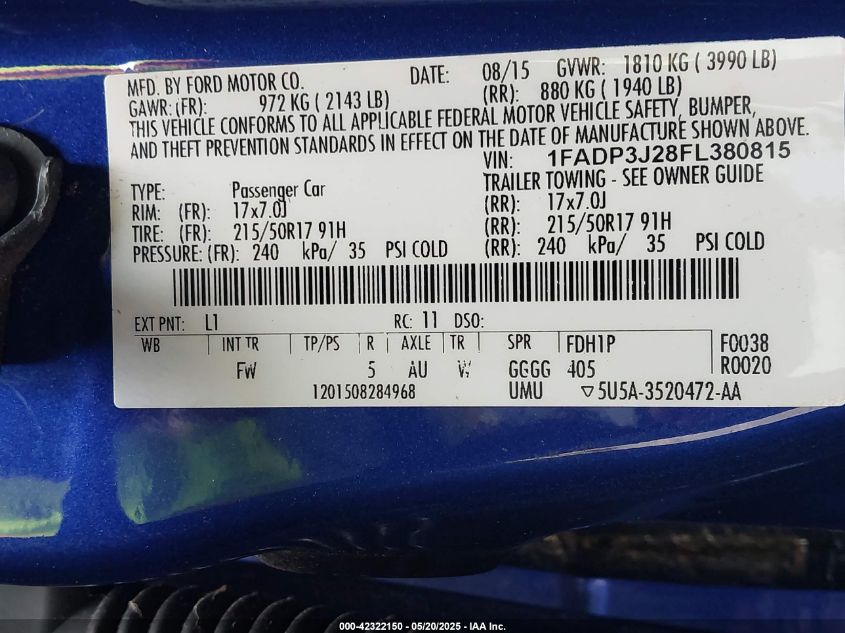 MFD. BY FORD MOTOR CO. DATE: 08/15 GVWR: 1810 KG ( 3990 LB)
GAWR: (FR): 972 KG ( 2143 LB) (RR): 880 KG ( 1940 LB)
THIS VEHICLE CONFORMS TO ALL APPLICABLE FEDERAL MOTOR VEHICLE SAFETY, BUMPER,
AND THEFT PREVENTION STANDARDS IN EFFECT ON THE DATE OF MANUFACTURE SHOWN ABOVE.
VIN: 1FADP3J28FL380815
TYPE: Passenger Car TRAILER TOWING - SEE OWNER GUIDE
RIM: (FR): 17x7.0J (RR): 17x7.0J
TIRE: (FR): 215/50R17 91H (RR): 215/50R17 91H
PRESSURE: (FR): 240 kPa/ 35 PSI COLD (RR): 240 kPa/ 35 PSI COLD
EXT PNT: L1 RC: 11 DSO:
WB INT TR TP/PS R AXLE TR SPR FDH1P F0038
FW 5 AU W GGGG 405 R0020
1201508284968 UMU ▽5U5A-3520472-AA
000-42322150 - 05/20/2025 - IAA Inc.